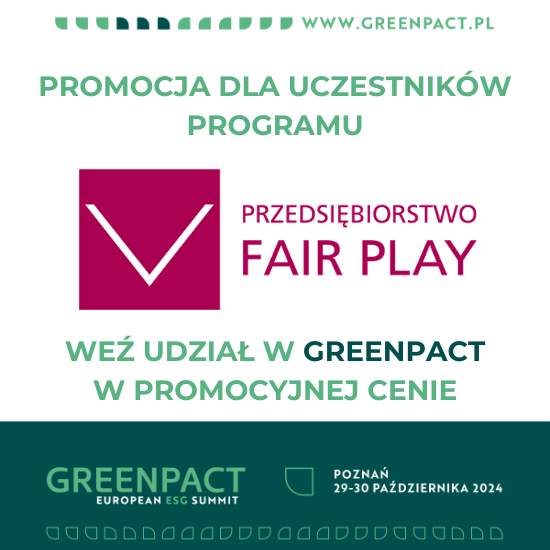 WWW.GREENPACT.PL
PROMOCJA DLA UCZESTNIKÓW
PROGRAMU
PRZEDSIĘBIORSTWO
FAIR PLAY
WEŹ UDZIAŁ W GREENPACT
W PROMOCYJNEJ CENIE
GREENPACT
EUROPEAN ESG SUMMIT
POZNAŃ
29-30 PAŹDZIERNIKA 2024